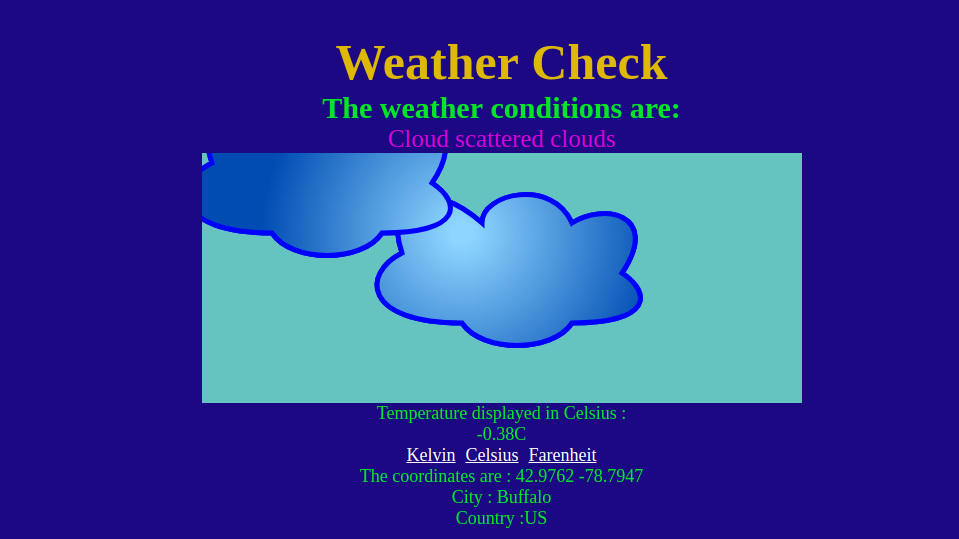 Weather Check
The weather conditions are:
Cloud scattered clouds
Temperature displayed in Celsius :
-0.38C
Kelvin Celsius Farenheit
The coordinates are : 42.9762 -78.7947
City : Buffalo
Country :US